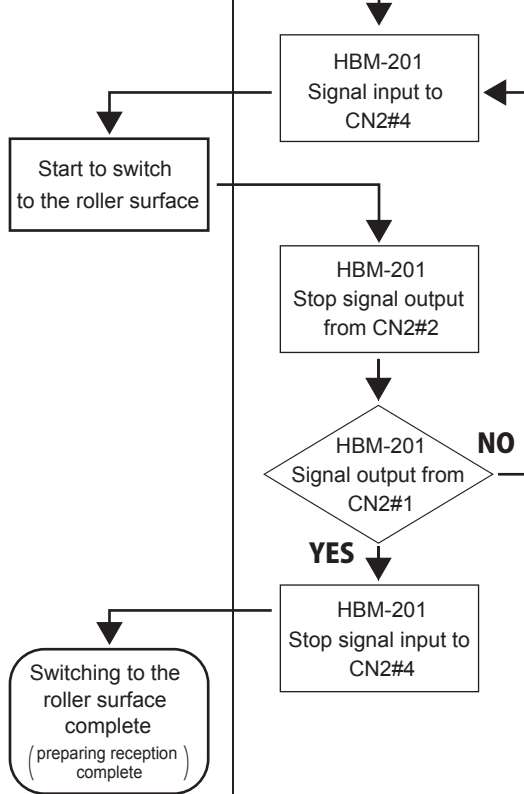 HBM-201
Signal input to
CN2#4
Start to switch
to the roller surface
HBM-201
Stop signal output
from CN2#2
HBM-201
Signal output from
CN2#1
NO
YES
HBM-201
Stop signal input to
CN2#4
Switching to the
roller surface
complete
(preparing reception
complete)